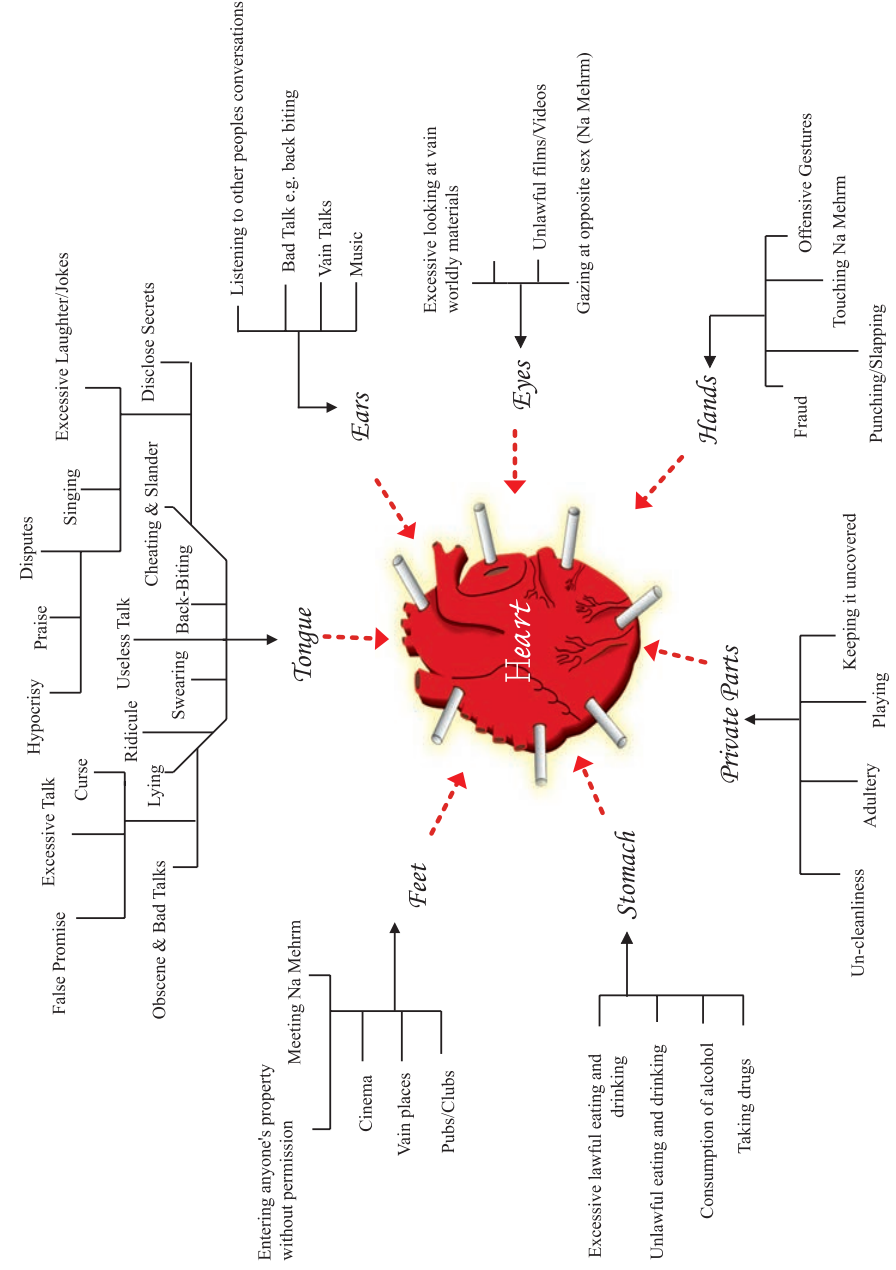 False Promise
Excessive Talk
Curse
Obscene & Bad Talks
Lying
Hypocrisy
Praise
Disputes
Singing
Excessive Laughter/Jokes
Disclose Secrets
Ridicule
Swearing
Useless Talk
Back-Biting
Cheating & Slander
Tongue
Listening to other peoples conversations
Bad Talk e.g. back biting
Vain Talks
Music
Ears
Excessive looking at vain
worldly materials
Unlawful films/Videos
Gazing at opposite sex (Na Mehrm)
Eyes
Hands
Fraud
Punching/Slapping
Touching Na Mehrm
Offensive Gestures
Heart
Private Parts
Un-cleanliness
Adultery
Playing
Keeping it uncovered
Stomach
Excessive lawful eating and
drinking
Unlawful eating and drinking
Consumption of alcohol
Taking drugs
Feet
Entering anyone's property
without permission
Meeting Na Mehrm
Cinema
Vain places
Pubs/Clubs